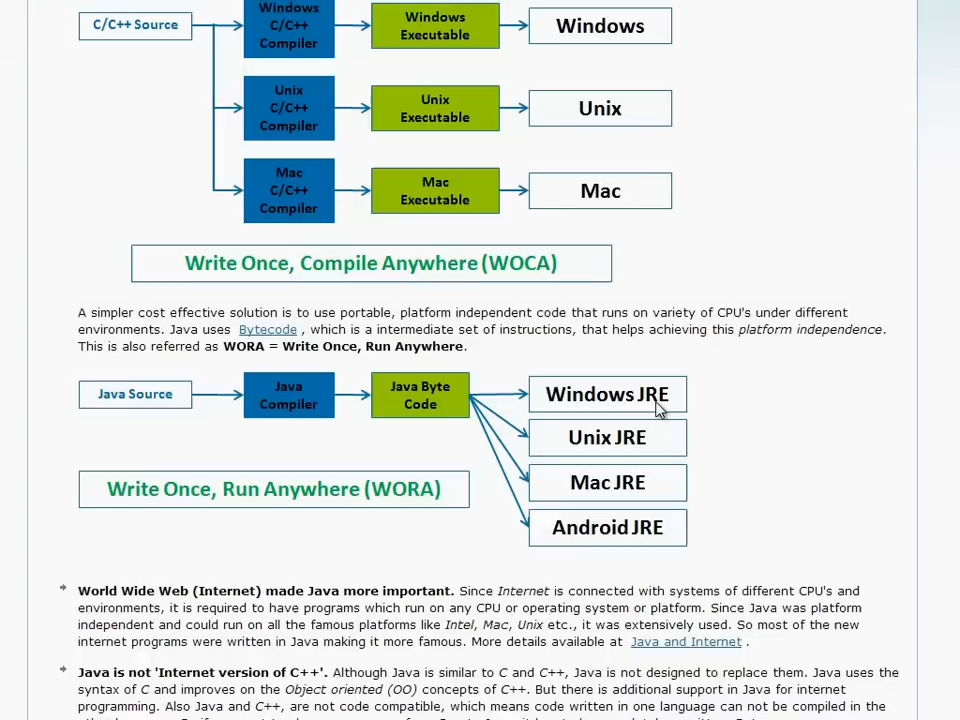 C/C++ Source
Windows
C/C++
Compiler
Windows
Executable
Windows
Unix
C/C++
Compiler
Unix
Executable
Unix
Mac
C/C++
Compiler
Mac
Executable
Mac
Write Once, Compile Anywhere (WOCA)
A simpler cost effective solution is to use portable, platform independent code that runs on variety of CPU's under different
environments. Java uses Bytecode , which is a intermediate set of instructions, that helps achieving this platform independence.
This is also referred as WORA = Write Once, Run Anywhere.
Java Source
Java
Compiler
Java Byte
Code
Windows JRE
Unix JRE
Mac JRE
Android JRE
Write Once, Run Anywhere (WORA)
World Wide Web (Internet) made Java more important. Since Internet is connected with systems of different CPU's and
environments, it is required to have programs which run on any CPU or operating system or platform. Since Java was platform
independent and could run on all the famous platforms like Intel, Mac, Unix etc., it was extensively used. So most of the new
internet programs were written in Java making it more famous. More details available at Java and Internet .
Java is not 'Internet version of C++'. Although Java is similar to C and C++, Java is not designed to replace them. Java uses the
syntax of C and improves on the Object oriented (OO) concepts of C++. But there is additional support in Java for internet
programming. Also Java and C++, are not code compatible, which means code written in one language can not be compiled in the